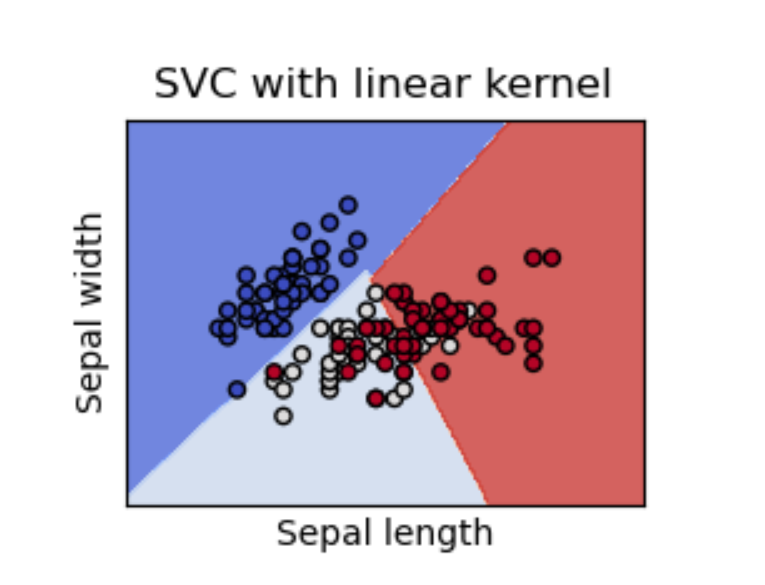 SVC with linear kernel
Sepal width
Sepal length